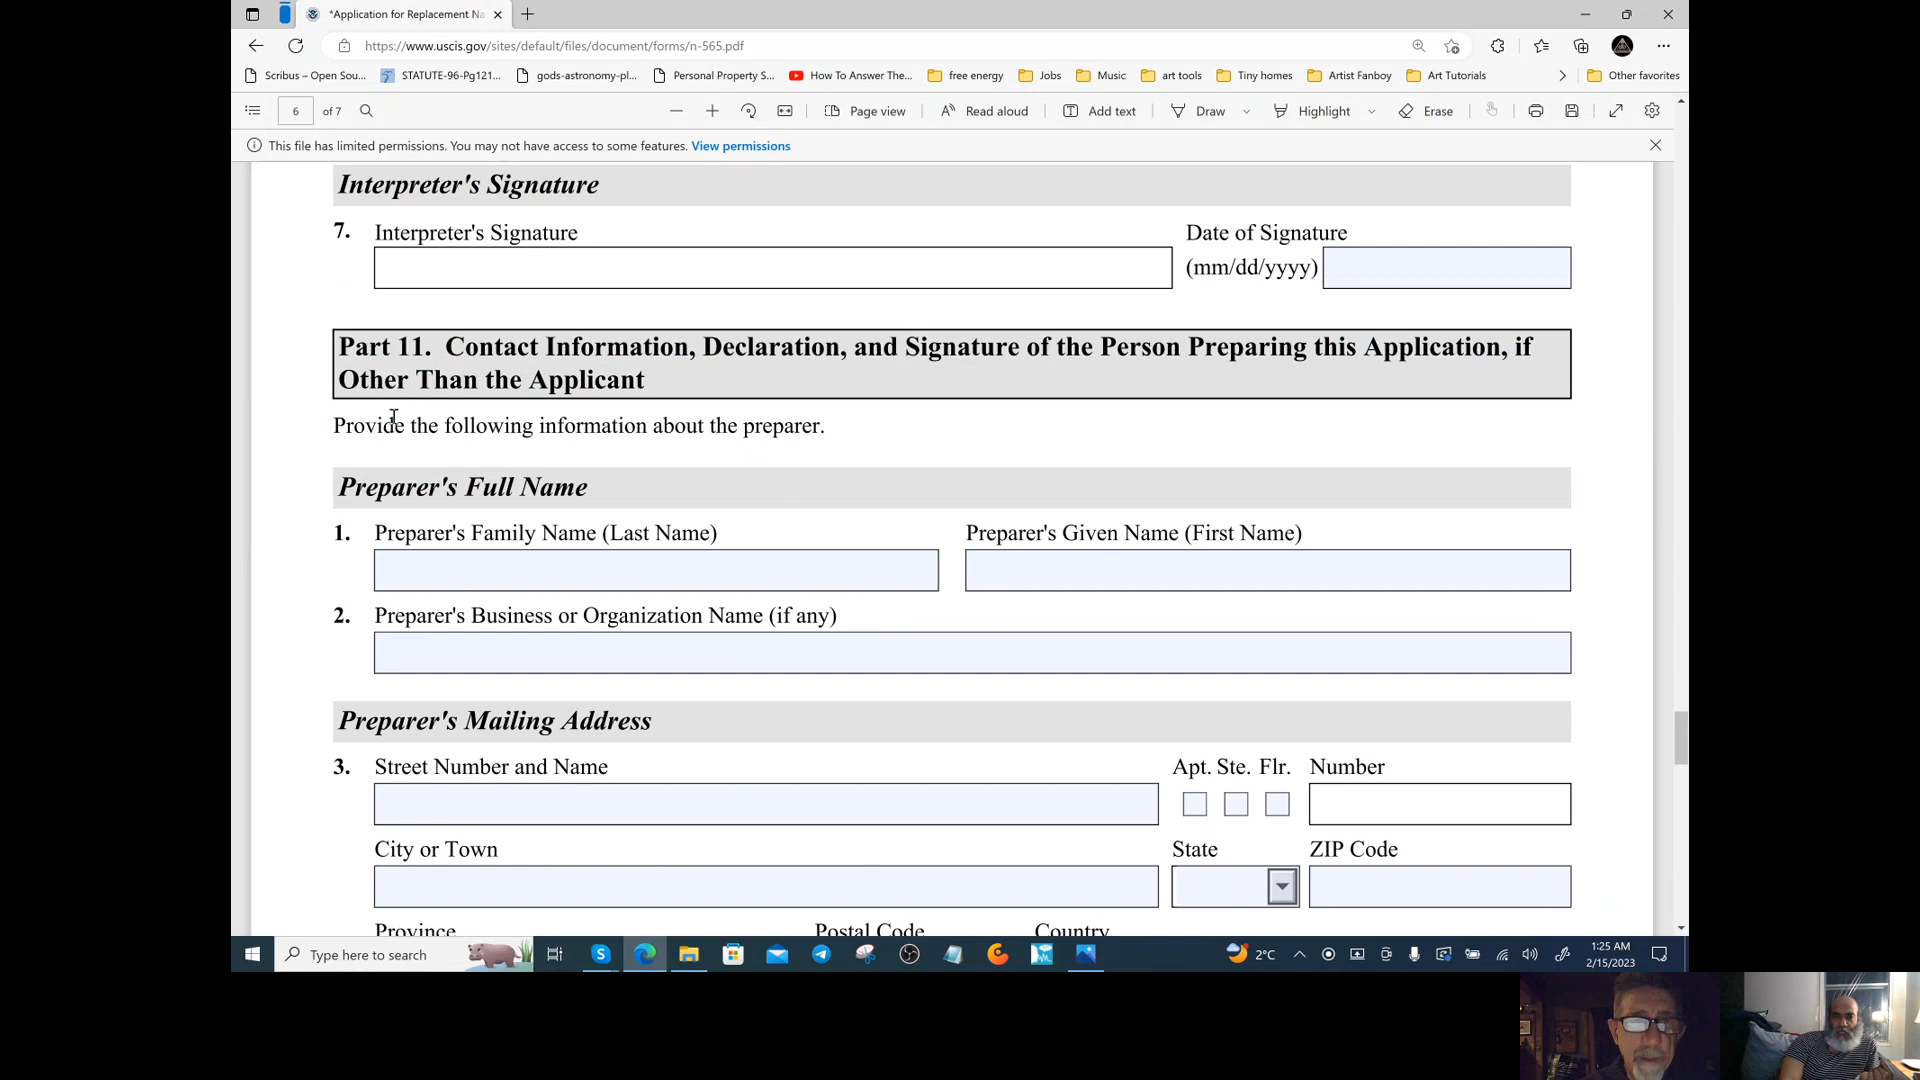 *Application for Replacement Na
https://www.uscis.gov/sites/default/files/document/forms/n-565.pdf
Scribus – Open Sou... STATUTE-96-Pg121... gods-astronomy-pl... Personal Property S... How To Answer The... free energy Jobs Music art tools Tiny homes Artist Fanboy Art Tutorials Other favorites
6 of 7 Page view Read aloud Add text Draw Highlight Erase
This file has limited permissions. You may not have access to some features. View permissions
Interpreter's Signature
7. Interpreter's Signature Date of Signature
(mm/dd/yyyy)
Part 11. Contact Information, Declaration, and Signature of the Person Preparing this Application, if
Other Than the Applicant
Provide the following information about the preparer.
Preparer's Full Name
1. Preparer's Family Name (Last Name) Preparer's Given Name (First Name)
2. Preparer's Business or Organization Name (if any)
Preparer's Mailing Address
3. Street Number and Name Apt. Ste. Flr. Number
City or Town State ZIP Code
Province Postal Code Country
Type here to search 2°C 1:25 AM
2/15/2023